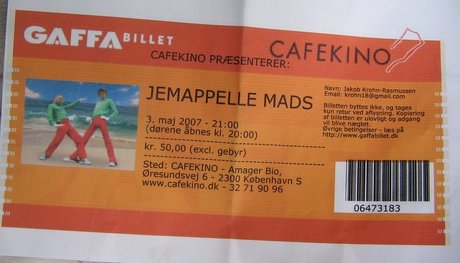 GAFFA BILLET
CAFEKINO
CAFEKINO PRÆSENTERER:
JEMAPPELLE MADS
3. maj 2007 - 21:00
(dørene åbnes kl. 20:00)
kr. 50,00 (excl. gebyr)
Sted: CAFEKINO - Amager Bio,
Øresundsvej 6 - 2300 København S
www.cafekino.dk - 32 71 90 96
Navn: Jakob Krohn-Rasmussen
Email: krohn18@gmail.com
Billetten byttes ikke, og tages
kun retur ved aflysning. Kopiering
af billetten er ulovligt og adgang
vil blive nægtet.
Øvrige betingelser - læs på
http://www.gaffabillet.dk
06473183